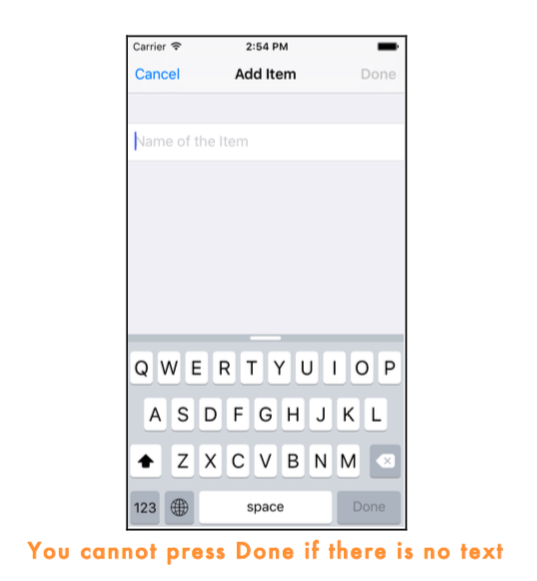 Carrier 2:54 PM
Cancel Add Item Done
Name of the Item
Q W E R T Y U I O P
A S D F G H J K L
Z X C V B N M
123 space Done
You cannot press Done if there is no text